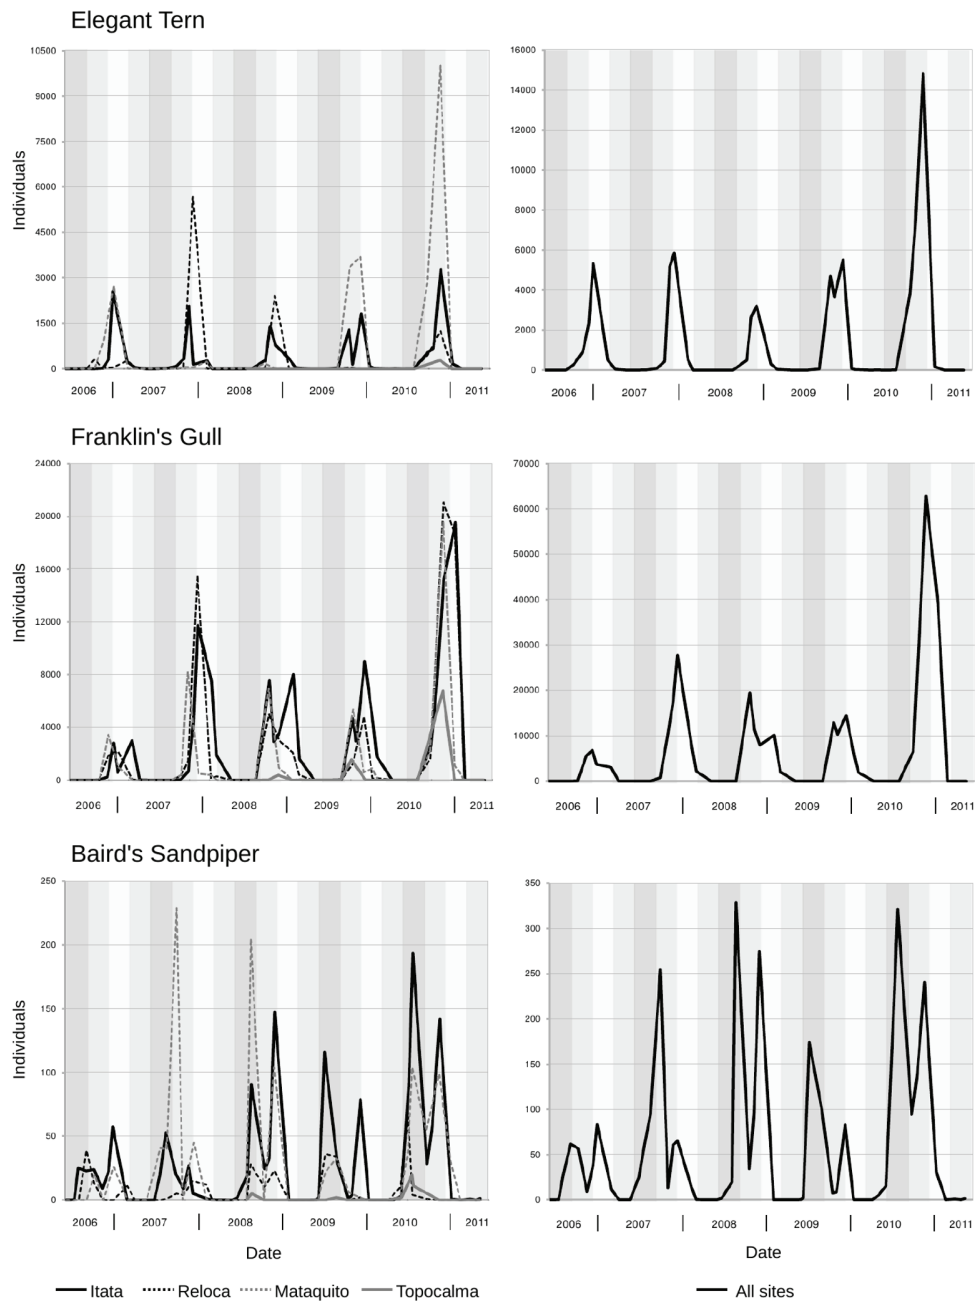 Elegant Tern
10500
9000
7500
6000
4500
3000
1500
0
Individuals
2006 2007 2008 2009 2010 2011
16000
14000
12000
10000
8000
6000
4000
2000
0
2006 2007 2008 2009 2010 2011
Franklin's Gull
24000
20000
16000
12000
8000
4000
0
Individuals
2006 2007 2008 2009 2010 2011
70000
60000
50000
40000
30000
20000
10000
0
2006 2007 2008 2009 2010 2011
Baird's Sandpiper
250
200
150
100
50
0
Individuals
2006 2007 2008 2009 2010 2011
Date
350
300
250
200
150
100
50
0
2006 2007 2008 2009 2010 2011
Date
Itata Reloca Mataquito Topocalma
All sites